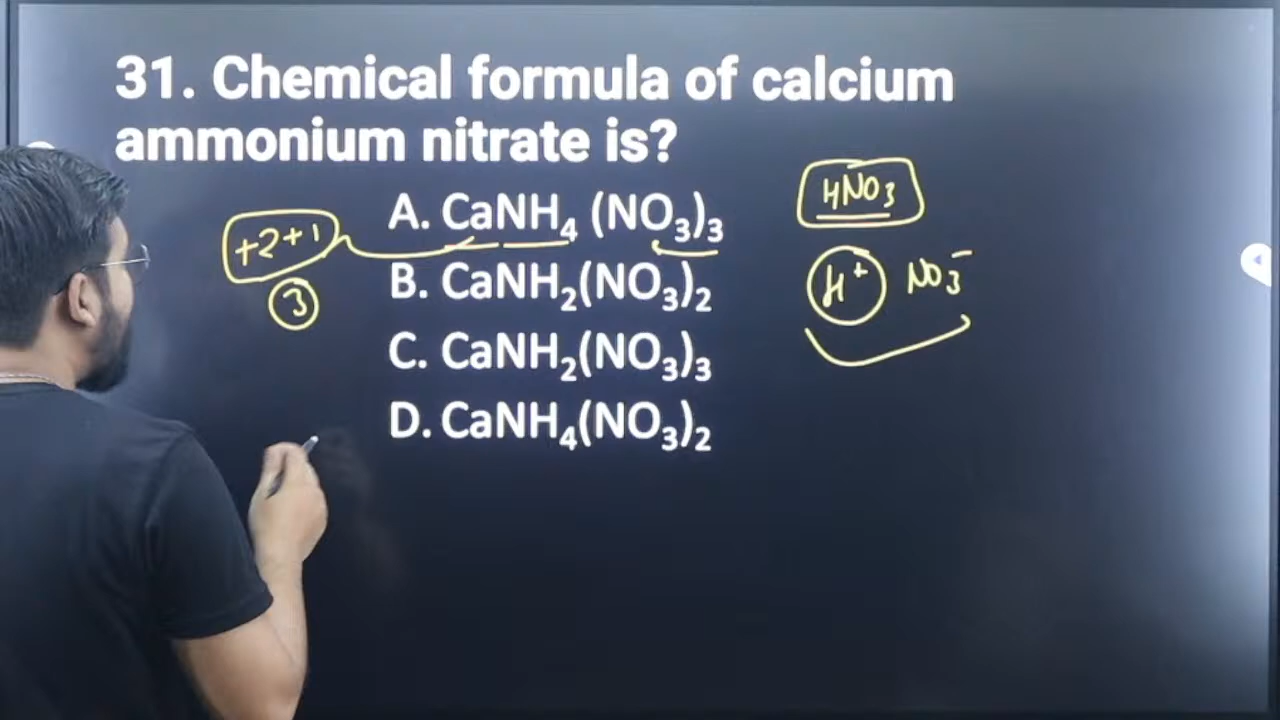 31. Chemical formula of calcium
ammonium nitrate is?
A. CaNH₄ (NO₃)₃
B. CaNH₂(NO₃)₂
C. CaNH₂(NO₃)₃
D. CaNH₄(NO₃)₂
+2+1
3
HNO₃
H⁺ NO₃⁻